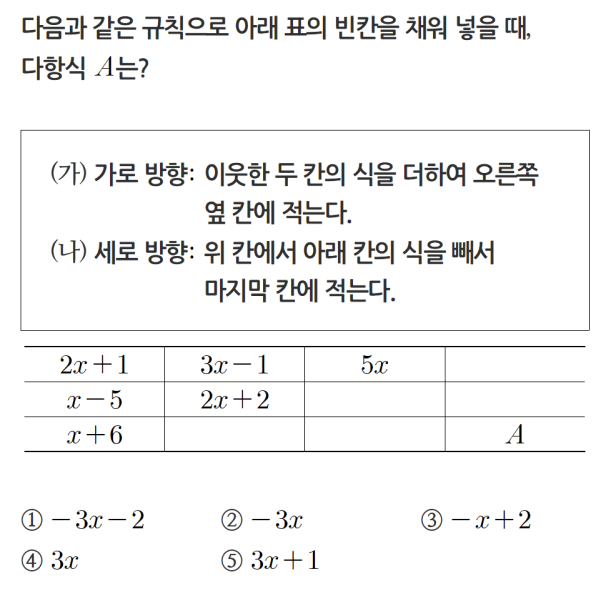 다음과 같은 규칙으로 아래 표의 빈칸을 채워 넣을 때,
다항식 A는?
(가) 가로 방향: 이웃한 두 칸의 식을 더하여 오른쪽
옆 칸에 적는다.
(나) 세로 방향: 위 칸에서 아래 칸의 식을 빼서
마지막 칸에 적는다.
2x+1 3x−1 5x
x−5 2x+2
x+6 A
① −3x−2 ② −3x ③ −x+2
④ 3x ⑤ 3x+1